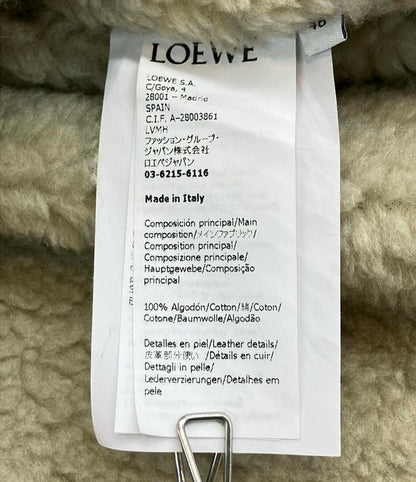 40
LOEWE
LOEWE S.A.
C/Goya, 4
28001 - Madrid
SPAIN
C.I.F. A-28003861
LVMH
ファッション・グループ・
ジャパン株式会社
ロエベジャパン
03-6215-6116
Made in Italy
Composición principal/Main
composition/メインファブリック/
Composition principal/
Composizione principale/
Hauptgewebe/Composição
principal
100% Algodón/Cotton/綿/Coton/
Cotone/Baumwolle/Algodão
Detalles en piel/Leather details/
皮革部分使い/Détails en cuir/
Dettagli in pelle/
Lederverzierungen/Detalhes em
pele